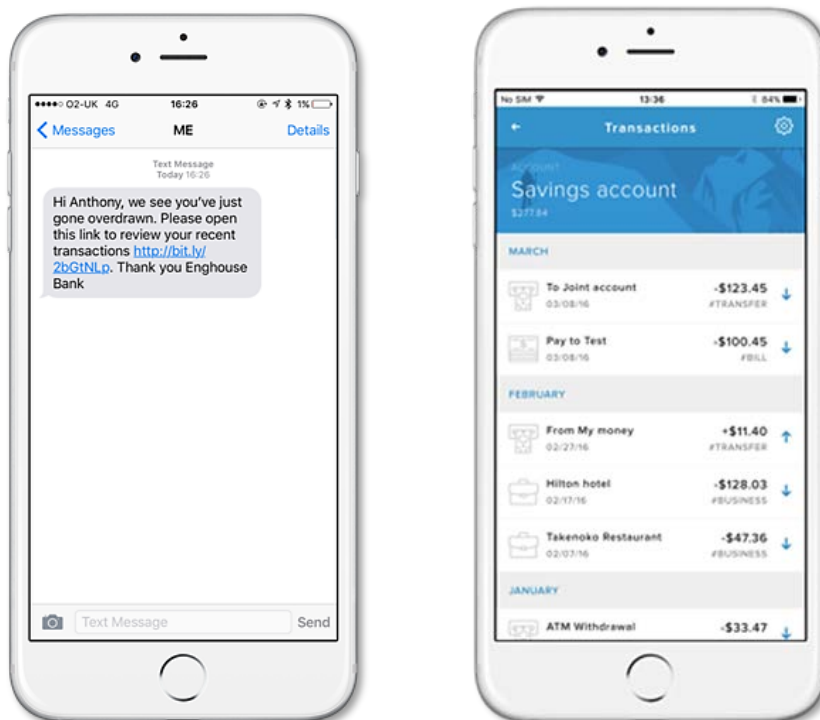 O2-UK 4G 16:26 1%
Messages ME Details
Text Message
Today 16:26
Hi Anthony, we see you've just
gone overdrawn. Please open
this link to review your recent
transactions http://bit.ly/
2bGtNLp. Thank you Enghouse
Bank
Text Message Send
No SIM 13:36 84%
Transactions
ACCOUNT
Savings account
$277.84
MARCH
To Joint account -$123.45
03/08/16 #TRANSFER
Pay to Test -$100.45
03/08/16 #BILL
FEBRUARY
From My money +$11.40
02/27/16 #TRANSFER
Hilton hotel -$128.03
02/17/16 #BUSINESS
Takenoko Restaurant -$47.36
02/07/16 #BUSINESS
JANUARY
ATM Withdrawal -$33.47